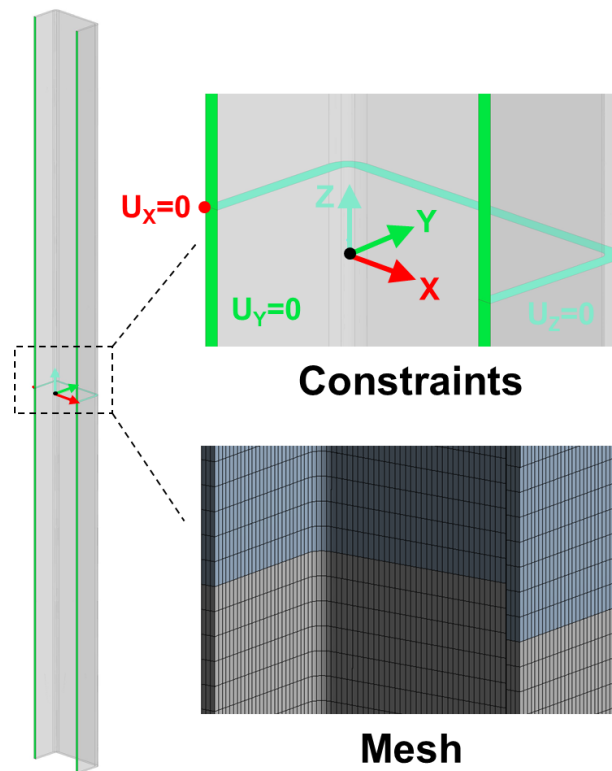 U_X=0
Z
Y
X
U_Y=0
U_Z=0
Constraints
Mesh